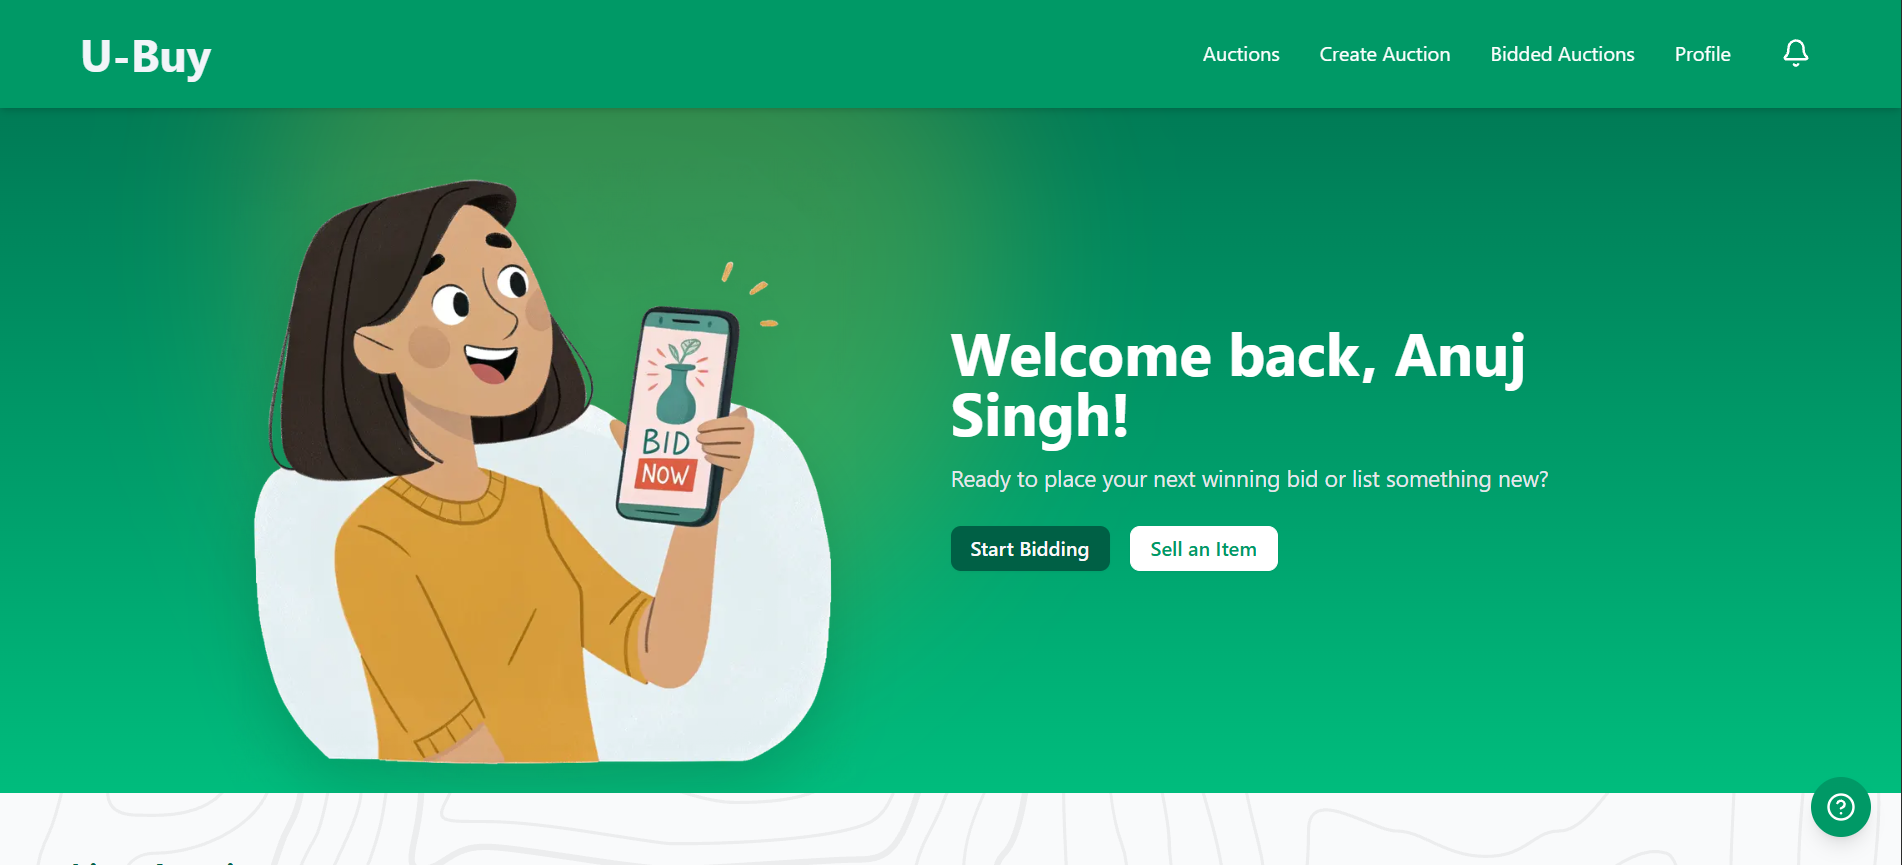 U-Buy
Auctions
Create Auction
Bidded Auctions
Profile
BID
NOW
Welcome back, Anuj
Singh!
Ready to place your next winning bid or list something new?
Start Bidding
Sell an Item